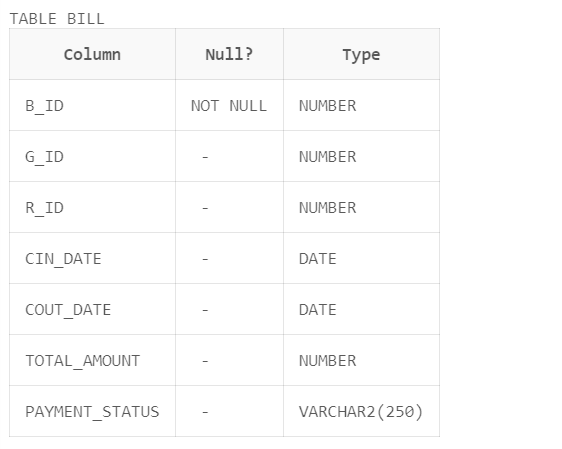 TABLE BILL
Column Null? Type
B_ID NOT NULL NUMBER
G_ID - NUMBER
R_ID - NUMBER
CIN_DATE - DATE
COUT_DATE - DATE
TOTAL_AMOUNT - NUMBER
PAYMENT_STATUS - VARCHAR2(250)